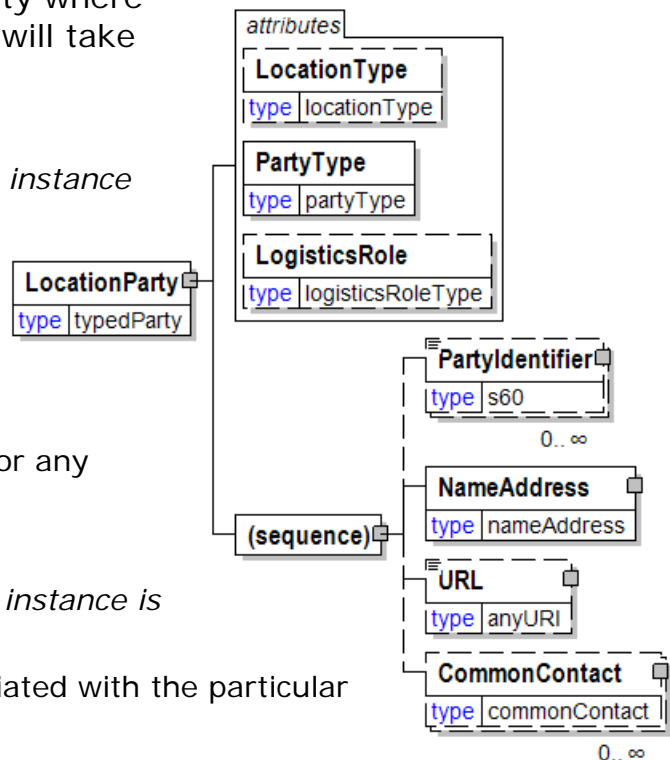 ty where
will take
instance
or any
instance is
iated with the particular
attributes
LocationType
type locationType
PartyType
type partyType
LogisticsRole
type logisticsRoleType
LocationParty
type typedParty
(sequence)
PartyIdentifier
type s60
0.. ∞
NameAddress
type nameAddress
URL
type anyURI
CommonContact
type commonContact
0.. ∞